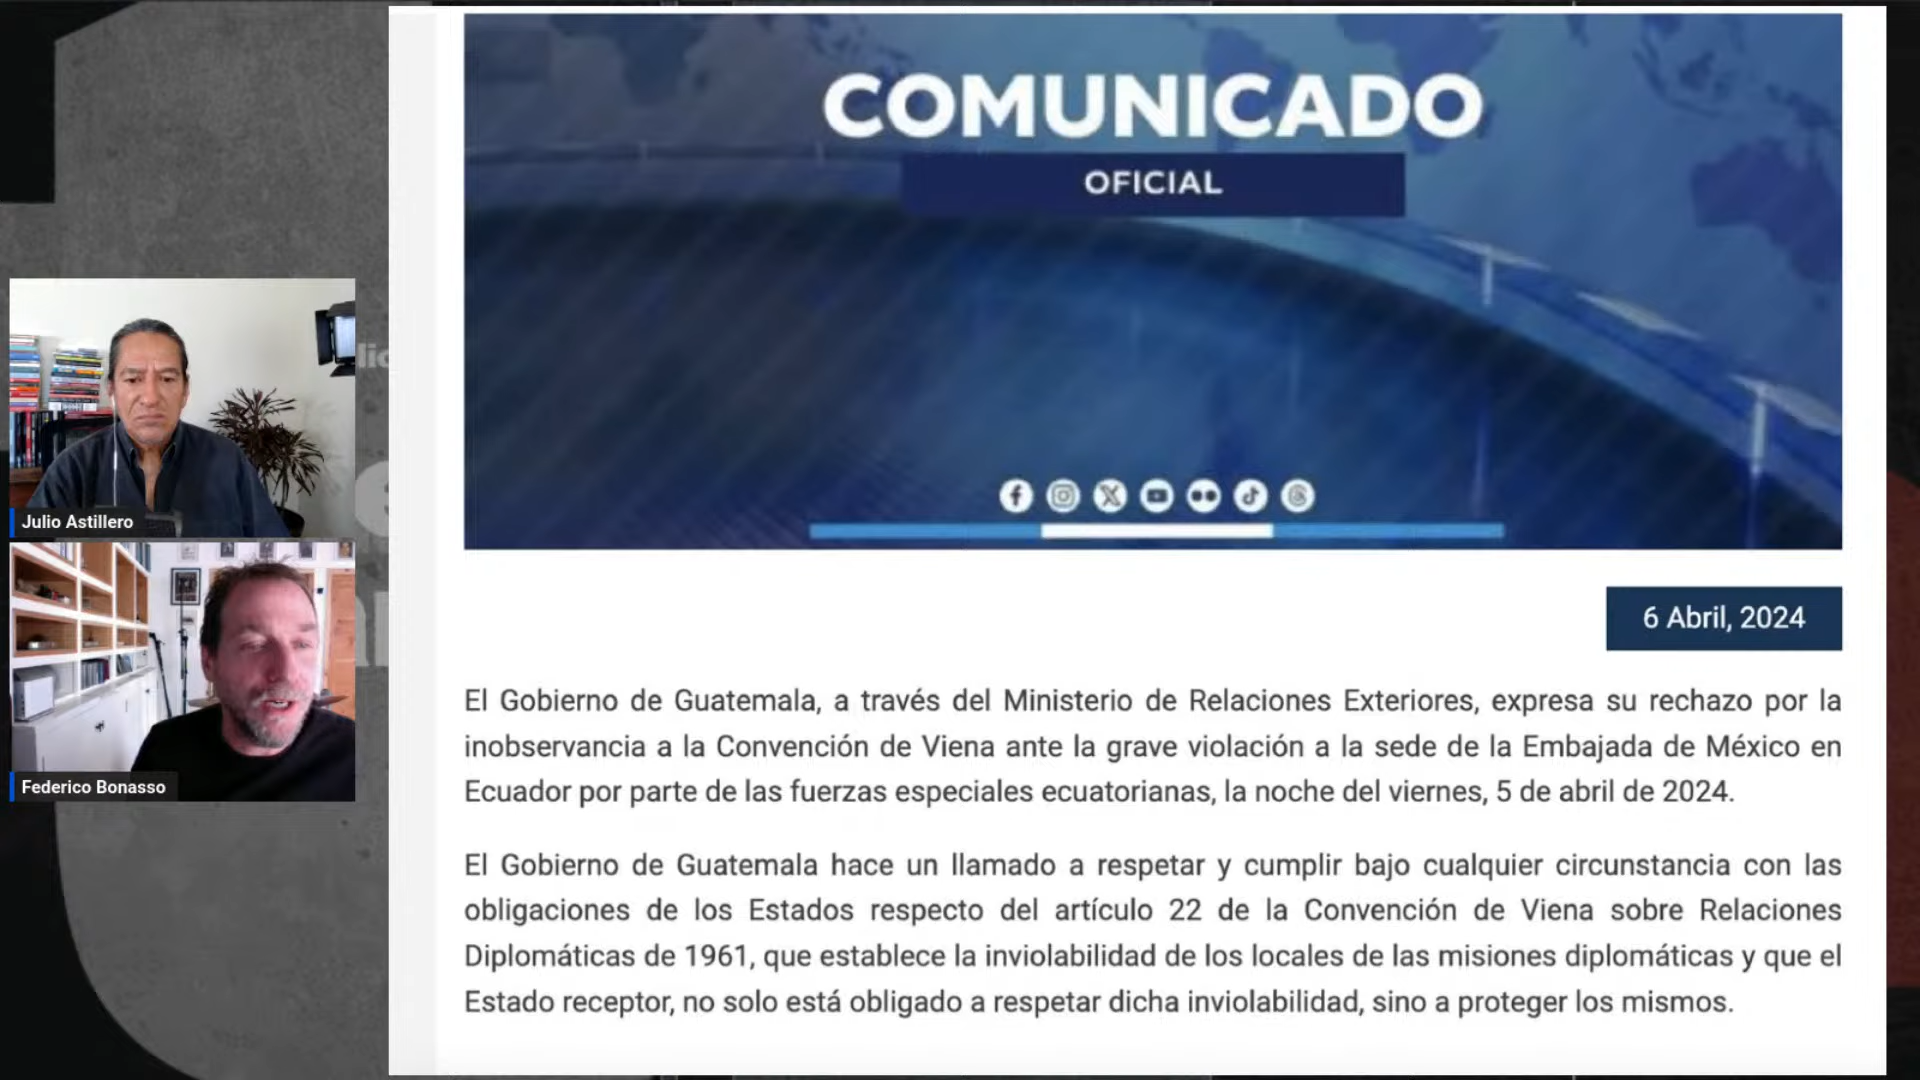 COMUNICADO
OFICIAL
6 Abril, 2024
El Gobierno de Guatemala, a través del Ministerio de Relaciones Exteriores, expresa su rechazo por la
inobservancia a la Convención de Viena ante la grave violación a la sede de la Embajada de México en
Ecuador por parte de las fuerzas especiales ecuatorianas, la noche del viernes, 5 de abril de 2024.
El Gobierno de Guatemala hace un llamado a respetar y cumplir bajo cualquier circunstancia con las
obligaciones de los Estados respecto del artículo 22 de la Convención de Viena sobre Relaciones
Diplomáticas de 1961, que establece la inviolabilidad de los locales de las misiones diplomáticas y que el
Estado receptor, no solo está obligado a respetar dicha inviolabilidad, sino a proteger los mismos.
Julio Astillero
Federico Bonasso